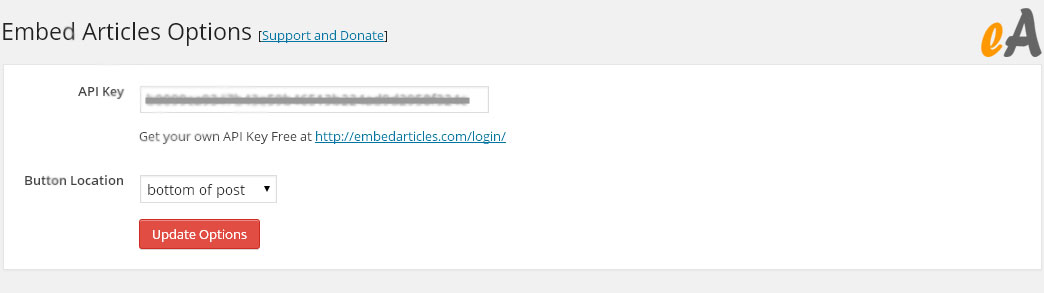 Embed Articles Options [Support and Donate]
eA
API Key
Get your own API Key Free at http://embedarticles.com/login/
Button Location bottom of post
Update Options